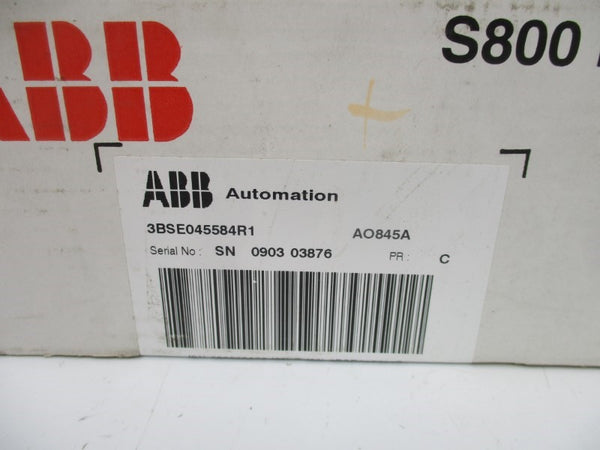 ABB
S800
ABB Automation
3BSE045584R1 AO845A
Serial No : SN 0903 03876 PR : C